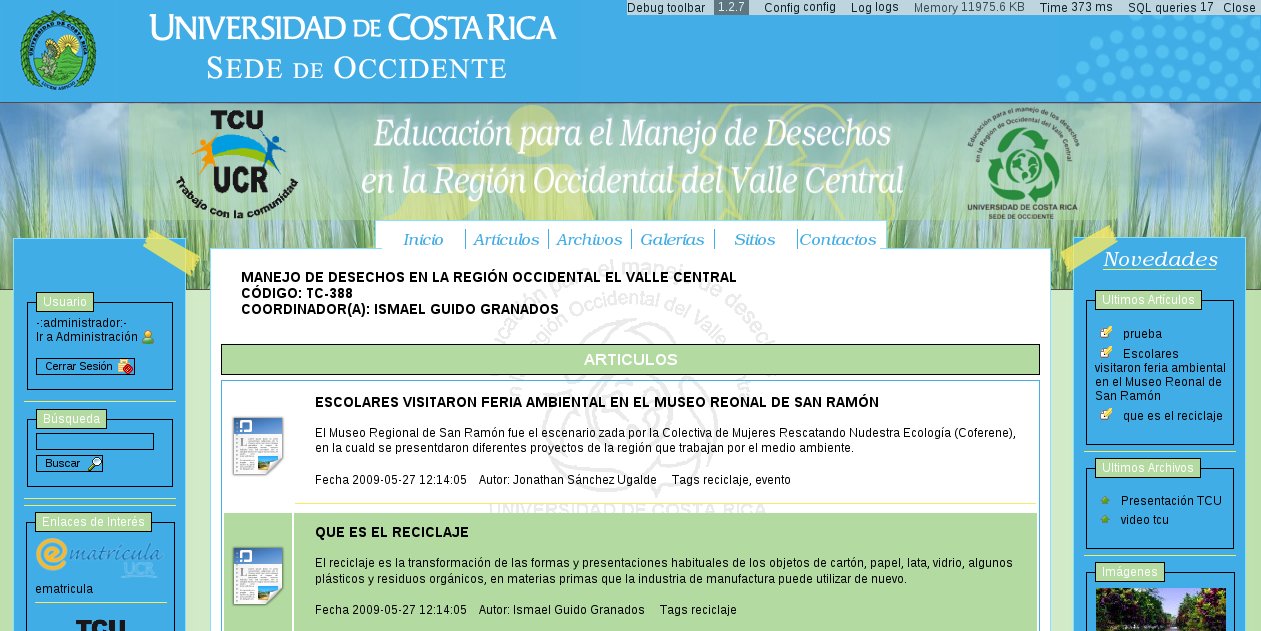 Debug toolbar 1.2.7 Config config Log logs Memory 11975.6 KB Time 373 ms SQL queries 17 Close
UNIVERSIDAD DE COSTA RICA
SEDE DE OCCIDENTE
TCU
UCR
Trabajo con la comunidad
Educación para el Manejo de Desechos
en la Región Occidental del Valle Central
Educación para el manejo de los desechos
en la Región de Occidental del Valle Central
UNIVERSIDAD DE COSTA RICA
SEDE DE OCCIDENTE
Inicio Artículos Archivos Galerías Sitios Contactos
Usuario
-:administrador:-
Ir a Administración
Cerrar Sesión
Búsqueda
Buscar
Enlaces de Interés
ematrícula
UCR
ematricula
TCU
MANEJO DE DESECHOS EN LA REGIÓN OCCIDENTAL EL VALLE CENTRAL
CÓDIGO: TC-388
COORDINADOR(A): ISMAEL GUIDO GRANADOS
ARTICULOS
ESCOLARES VISITARON FERIA AMBIENTAL EN EL MUSEO REONAL DE SAN RAMÓN
El Museo Regional de San Ramón fue el escenario zada por la Colectiva de Mujeres Rescatando Nudestra Ecología (Coferene),
en la cuald se presentdaron diferentes proyectos de la región que trabajan por el medio ambiente.
Fecha 2009-05-27 12:14:05 Autor: Jonathan Sánchez Ugalde Tags reciclaje, evento
UNIVERSIDAD DE COSTA RICA
QUE ES EL RECICLAJE
El reciclaje es la transformación de las formas y presentaciones habituales de los objetos de cartón, papel, lata, vidrio, algunos
plásticos y residuos orgánicos, en materias primas que la industria de manufactura puede utilizar de nuevo.
Fecha 2009-05-27 12:14:05 Autor: Ismael Guido Granados Tags reciclaje
Novedades
Ultimos Artículos
prueba
Escolares
visitaron feria ambiental
en el Museo Reonal de
San Ramón
que es el reciclaje
Ultimos Archivos
Presentación TCU
video tcu
Imágenes